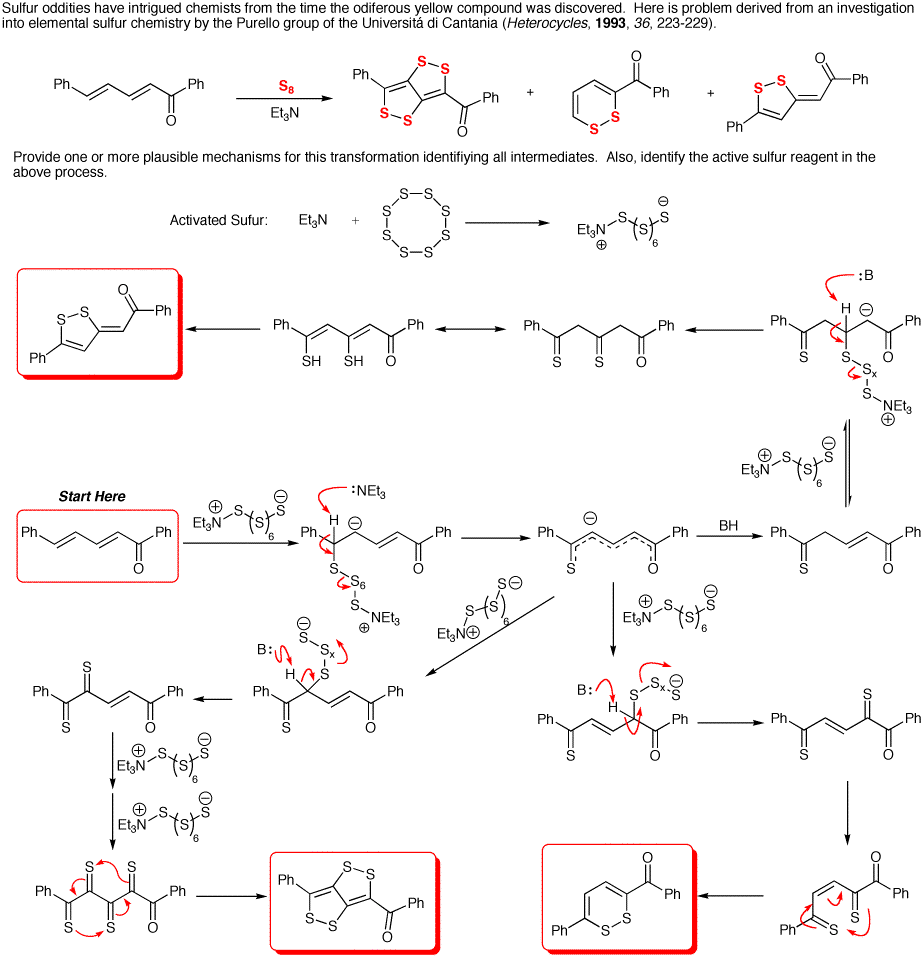 Sulfur oddities have intrigued chemists from the time the odiferous yellow compound was discovered.  Here is problem derived from an investigation
into elemental sulfur chemistry by the Purello group of the Universitá di Cantania (Heterocycles, 1993, 36, 223-229).
Ph Ph O S8 Et3N Ph S S S S Ph O + O Ph S S + S S O Ph Ph
Provide one or more plausible mechanisms for this transformation identifiying all intermediates.  Also, identify the active sulfur reagent in the
above process.
Activated Sufur: Et3N + S S S S S S S S Et3N ⊕ S (S)6 S ⊖
S S O Ph Ph
Ph SH SH O Ph
Ph S S O Ph
:B H ⊖ Ph S O Ph S Sx S NEt3 ⊕
Et3N ⊕ S (S)6 S ⊖
Start Here
Ph O Ph
Et3N ⊕ S (S)6 S ⊖
:NEt3 H ⊖ Ph O Ph S S6 S NEt3 ⊕
⊖ Ph S O Ph
BH
Ph S O Ph
Et3N ⊕ S (S)6 S ⊖
Et3N ⊕ S (S)6 S ⊖
S Ph S O Ph
B: H ⊖ S Sx S Ph S O Ph
B: H S Sx S ⊖ Ph S O Ph
Ph S S O Ph
Et3N ⊕ S (S)6 S ⊖
Et3N ⊕ S (S)6 S ⊖
Ph S S S S O Ph
Ph S S S S O Ph
O Ph Ph S S
O Ph S Ph S